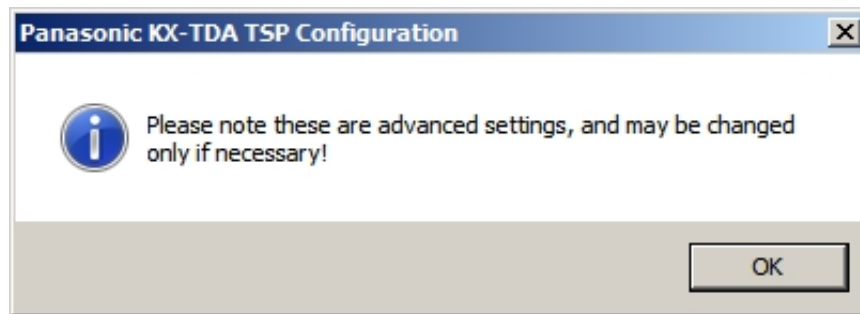 Panasonic KX-TDA TSP Configuration
Please note these are advanced settings, and may be changed
only if necessary!
OK